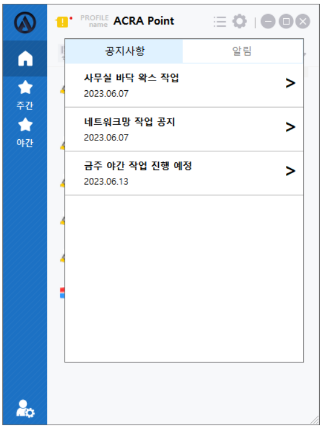 PROFILE
name
ACRA Point
공지사항
알림
사무실 바닥 왁스 작업
2023.06.07
네트워크망 작업 공지
2023.06.07
금주 야간 작업 진행 예정
2023.06.13
주간
야간